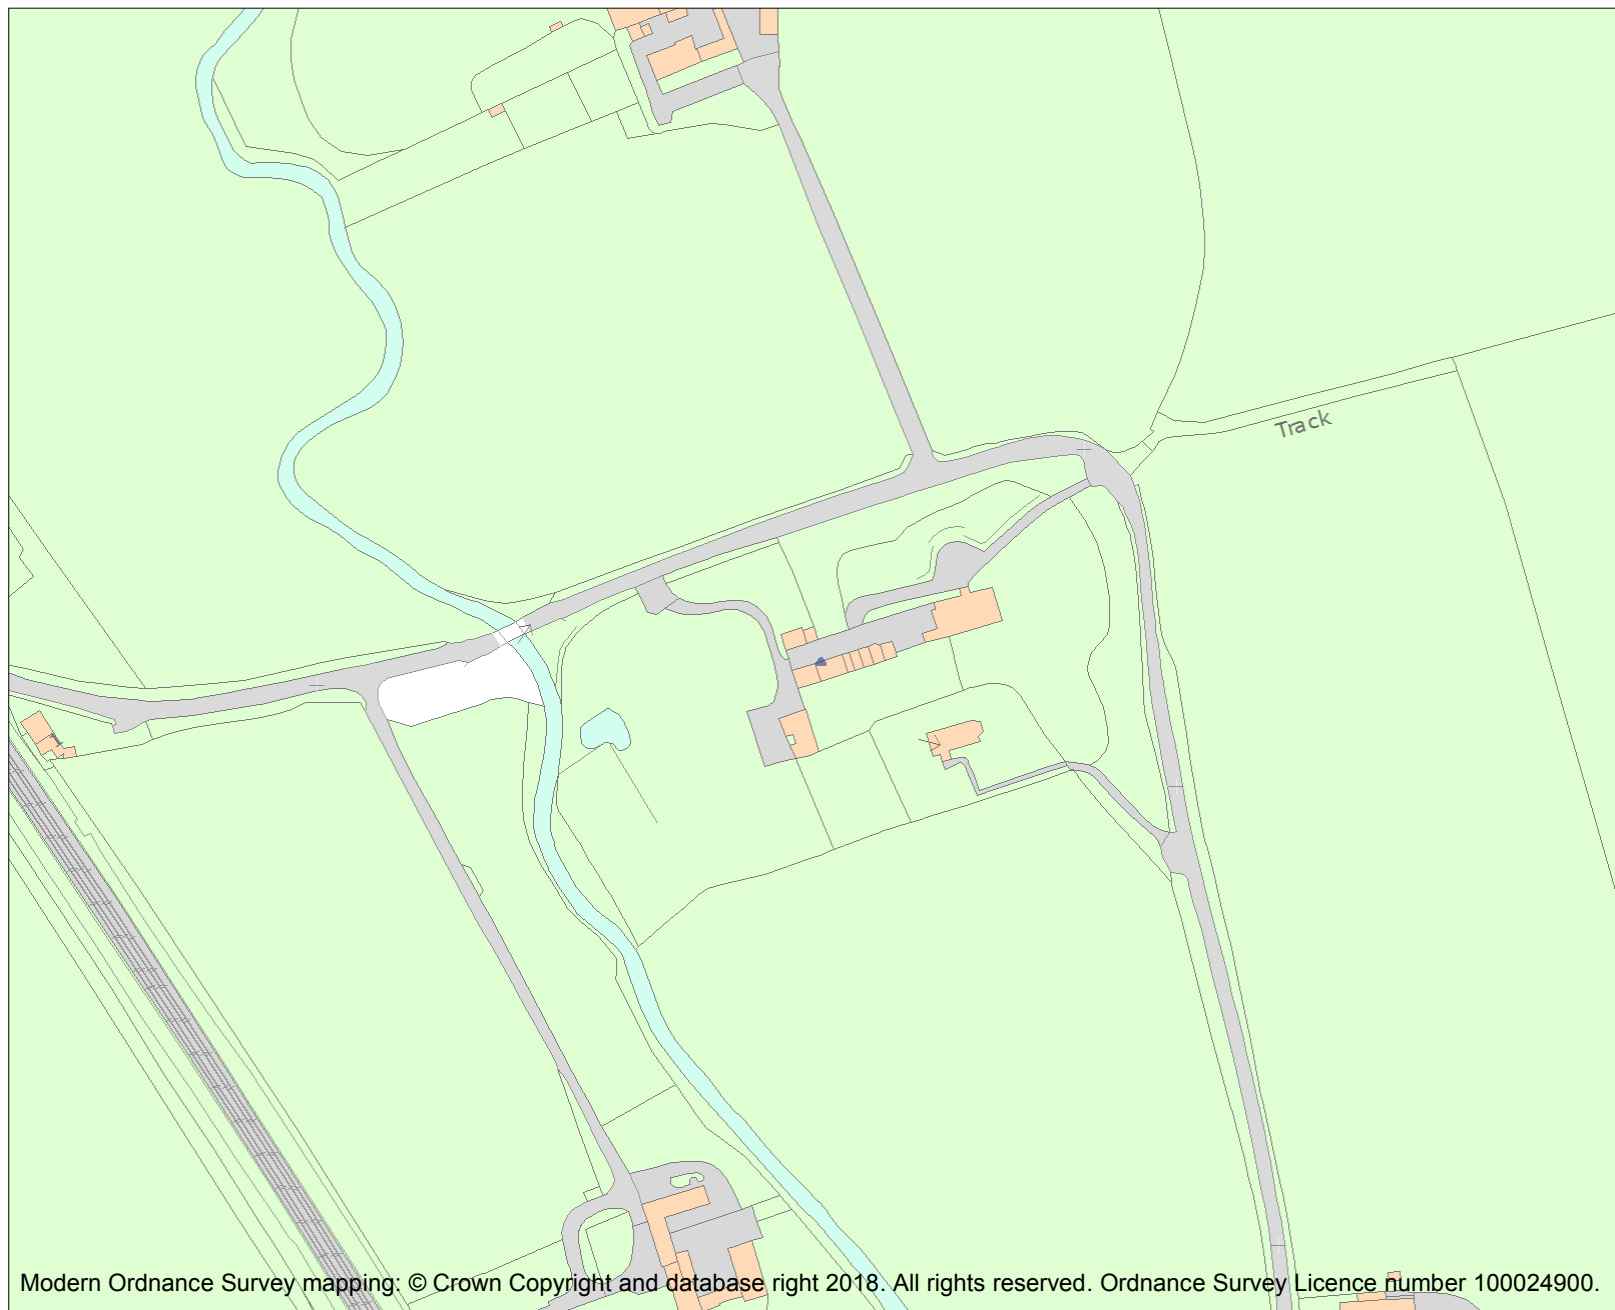 Track
Modern Ordnance Survey mapping: © Crown Copyright and database right 2018. All rights reserved. Ordnance Survey Licence number 100024900.